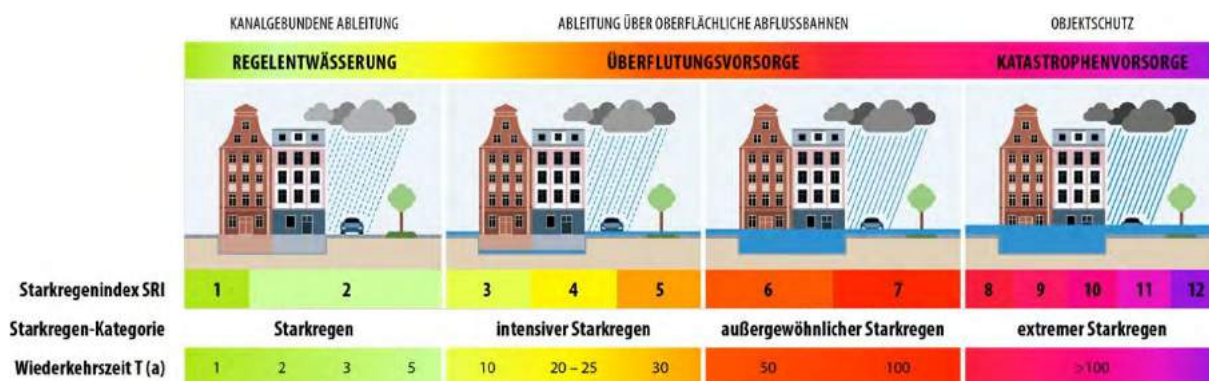 KANALGEBUNDENE ABLEITUNG ABLEITUNG ÜBER OBERFLÄCHLICHE ABFLUSSBAHNEN OBJEKTSCHUTZ
REGELENTWÄSSERUNG ÜBERFLUTUNGSVORSORGE KATASTROPHENVORSORGE
Starkregenindex SRI 1 2 3 4 5 6 7 8 9 10 11 12
Starkregen-Kategorie Starkregen intensiver Starkregen außergewöhnlicher Starkregen extremer Starkregen
Wiederkehrszeit T (a) 1 2 3 5 10 20 – 25 30 50 100 >100